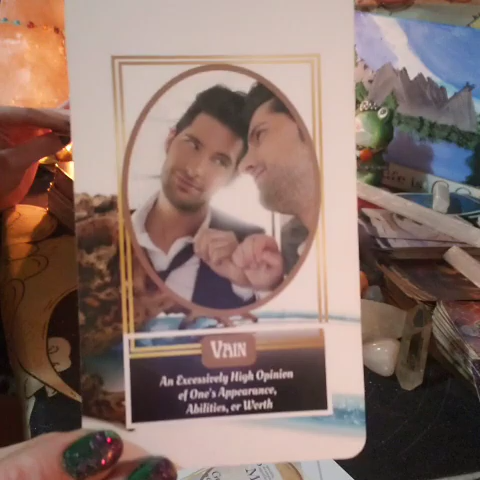 VAIN
An Excessively High Opinion
of One's Appearance,
Abilities, or Worth